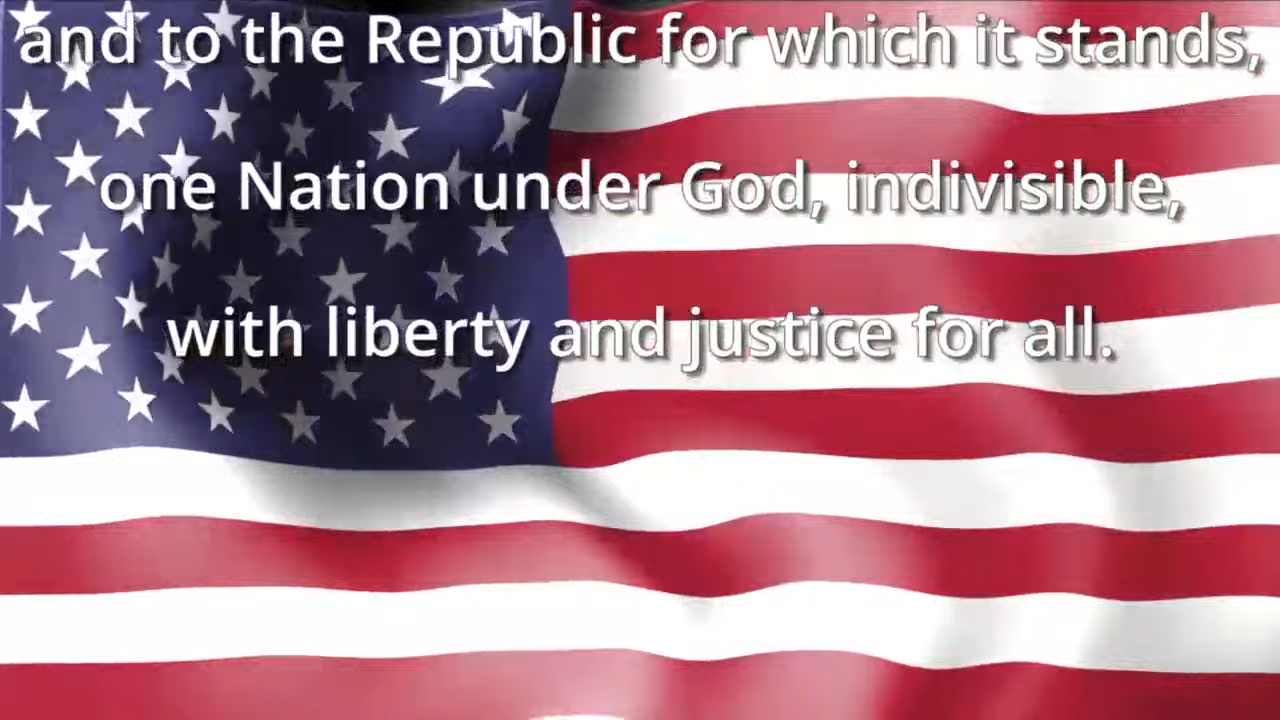 and to the Republic for which it stands,
one Nation under God, indivisible,
with liberty and justice for all.